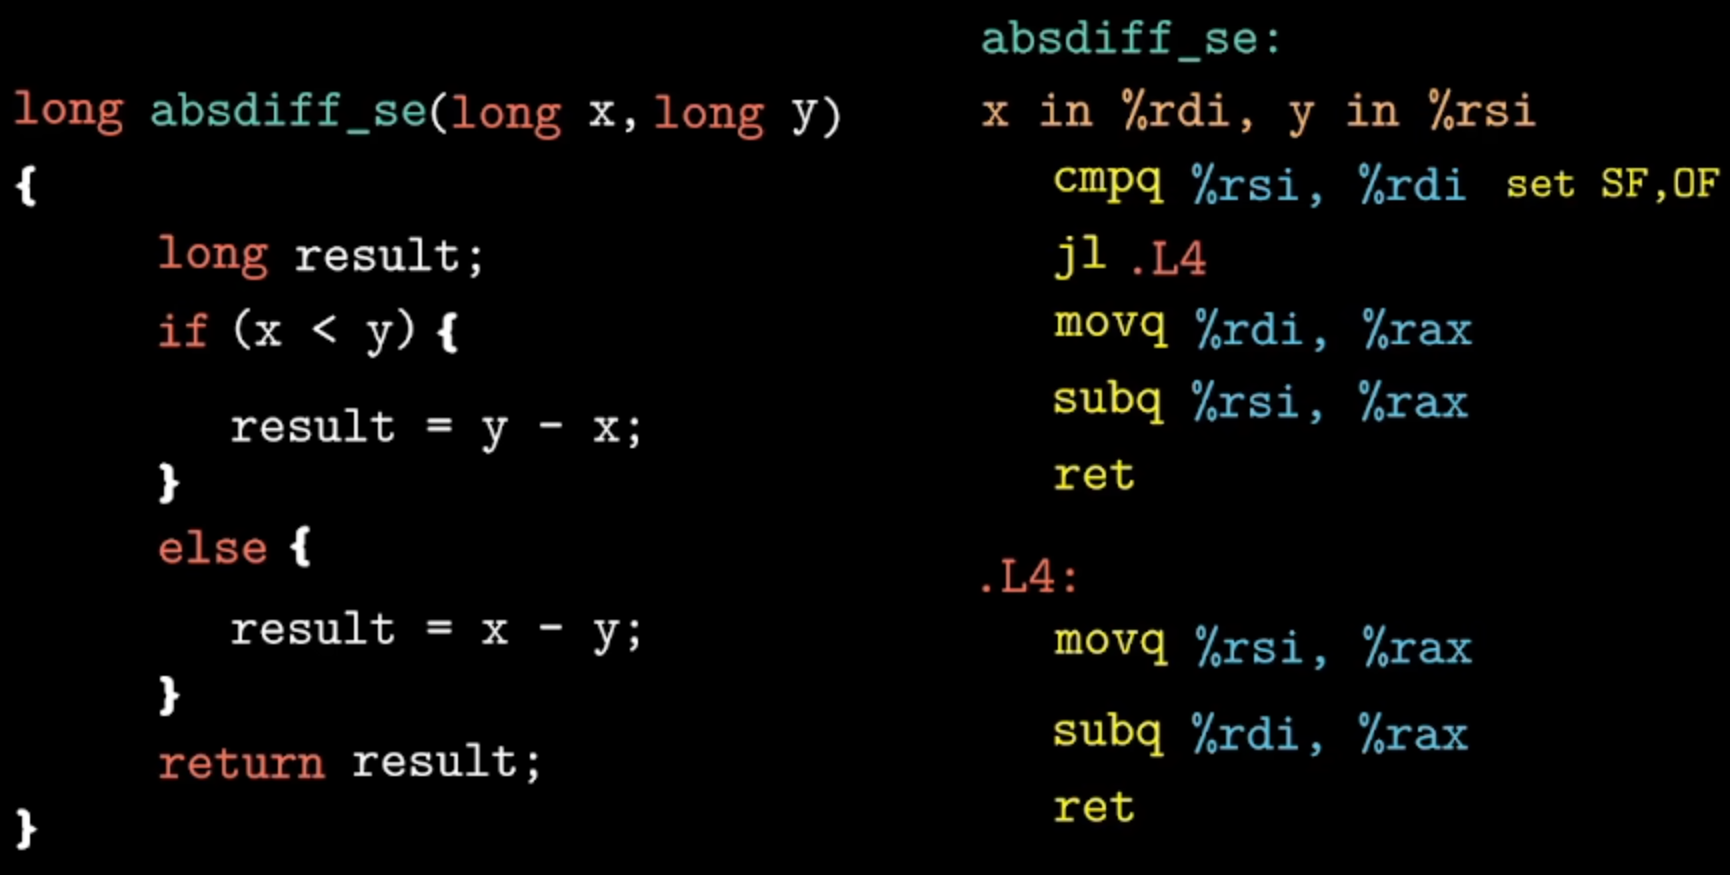 long absdiff_se(long x, long y)
{
long result;
if (x < y) {
result = y - x;
}
else {
result = x - y;
}
return result;
}
absdiff_se:
x in %rdi, y in %rsi
cmpq %rsi, %rdi set SF,OF
jl .L4
movq %rdi, %rax
subq %rsi, %rax
ret
.L4:
movq %rsi, %rax
subq %rdi, %rax
ret